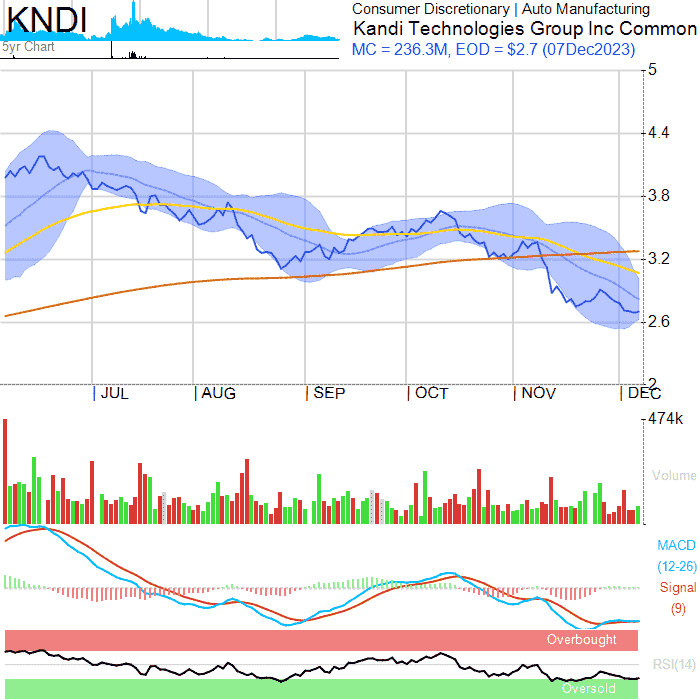 KNDI
5yr Chart
Consumer Discretionary | Auto Manufacturing
Kandi Technologies Group Inc Common
MC = 236.3M, EOD = $2.7 (07Dec2023)
5
4.4
3.8
3.2
2.6
2
JUL AUG SEP OCT NOV DEC
474k
Volume
MACD
(12-26)
Signal
(9)
Overbought
RSI(14)
Oversold